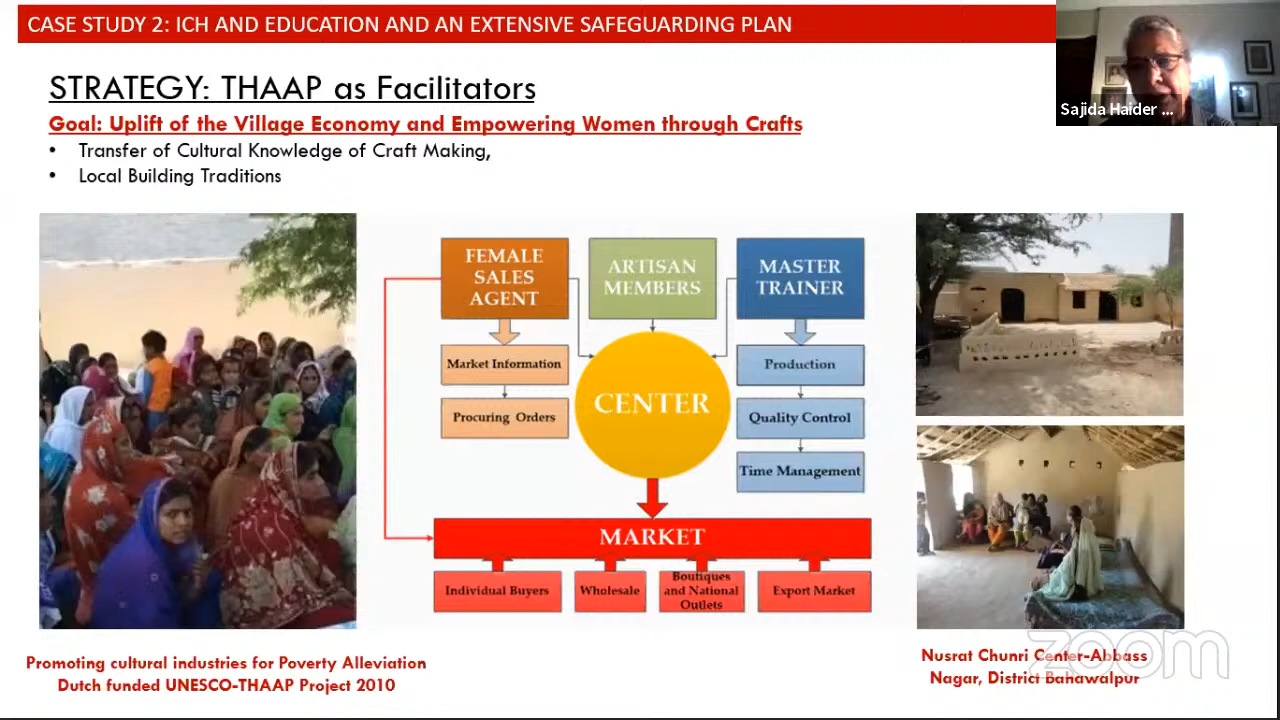 CASE STUDY 2: ICH AND EDUCATION AND AN EXTENSIVE SAFEGUARDING PLAN
Sajida Haider ...
STRATEGY: THAAP as Facilitators
Goal: Uplift of the Village Economy and Empowering Women through Crafts
• Transfer of Cultural Knowledge of Craft Making,
• Local Building Traditions
FEMALE
SALES
AGENT
ARTISAN
MEMBERS
MASTER
TRAINER
Market Information
Procuring Orders
CENTER
Production
Quality Control
Time Management
MARKET
Individual Buyers
Wholesale
Boutiques
and National
Outlets
Export Market
Promoting cultural industries for Poverty Alleviation
Dutch funded UNESCO-THAAP Project 2010
Nusrat Chunri Center-Abbass
Nagar, District Bahawalpur
zoom